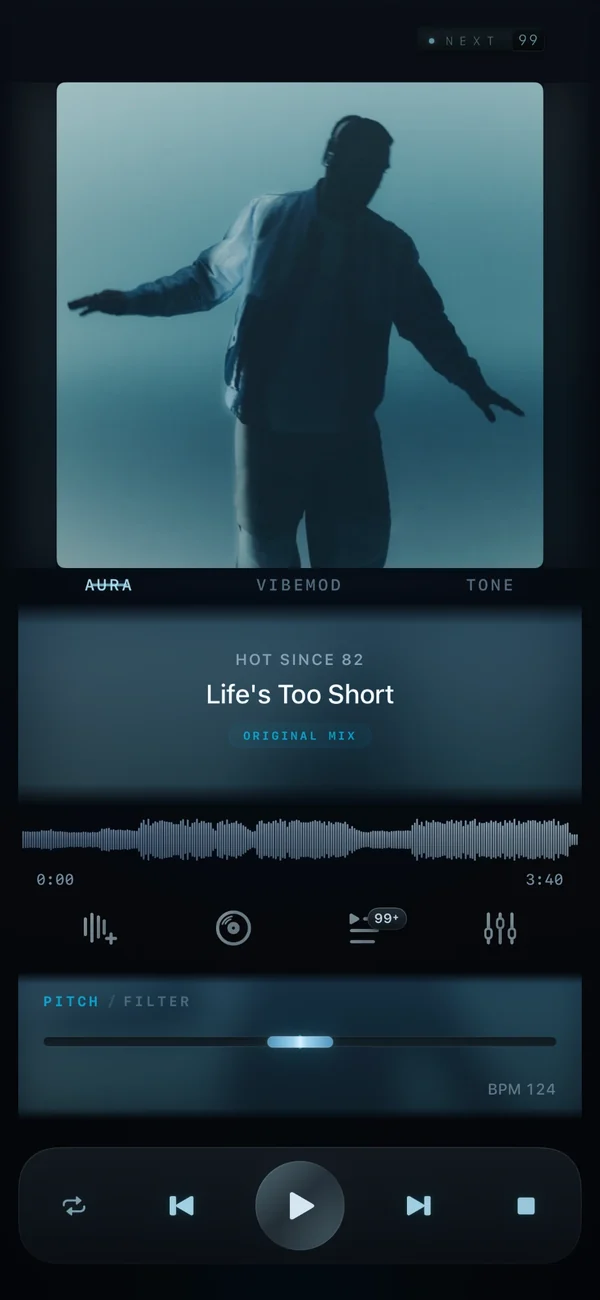 NEXT 99
AURA VIBEMOD TONE
HOT SINCE 82
Life's Too Short
ORIGINAL MIX
0:00 3:40
99+
PITCH / FILTER
BPM 124